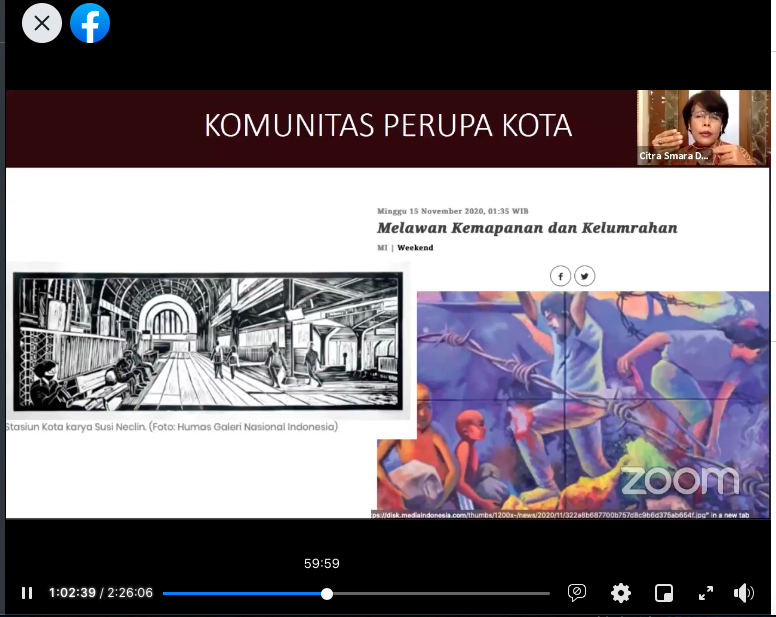 KOMUNITAS PERUPA KOTA
Citra Smara D...
Minggu 15 November 2020, 01:35 WIB
Melawan Kemapanan dan Kelumrahan
MI | Weekend
Stasiun Kota karya Susi Neclin. (Foto: Humas Galeri Nasional Indonesia)
zoom
59:59
1:02:39 / 2:26:06